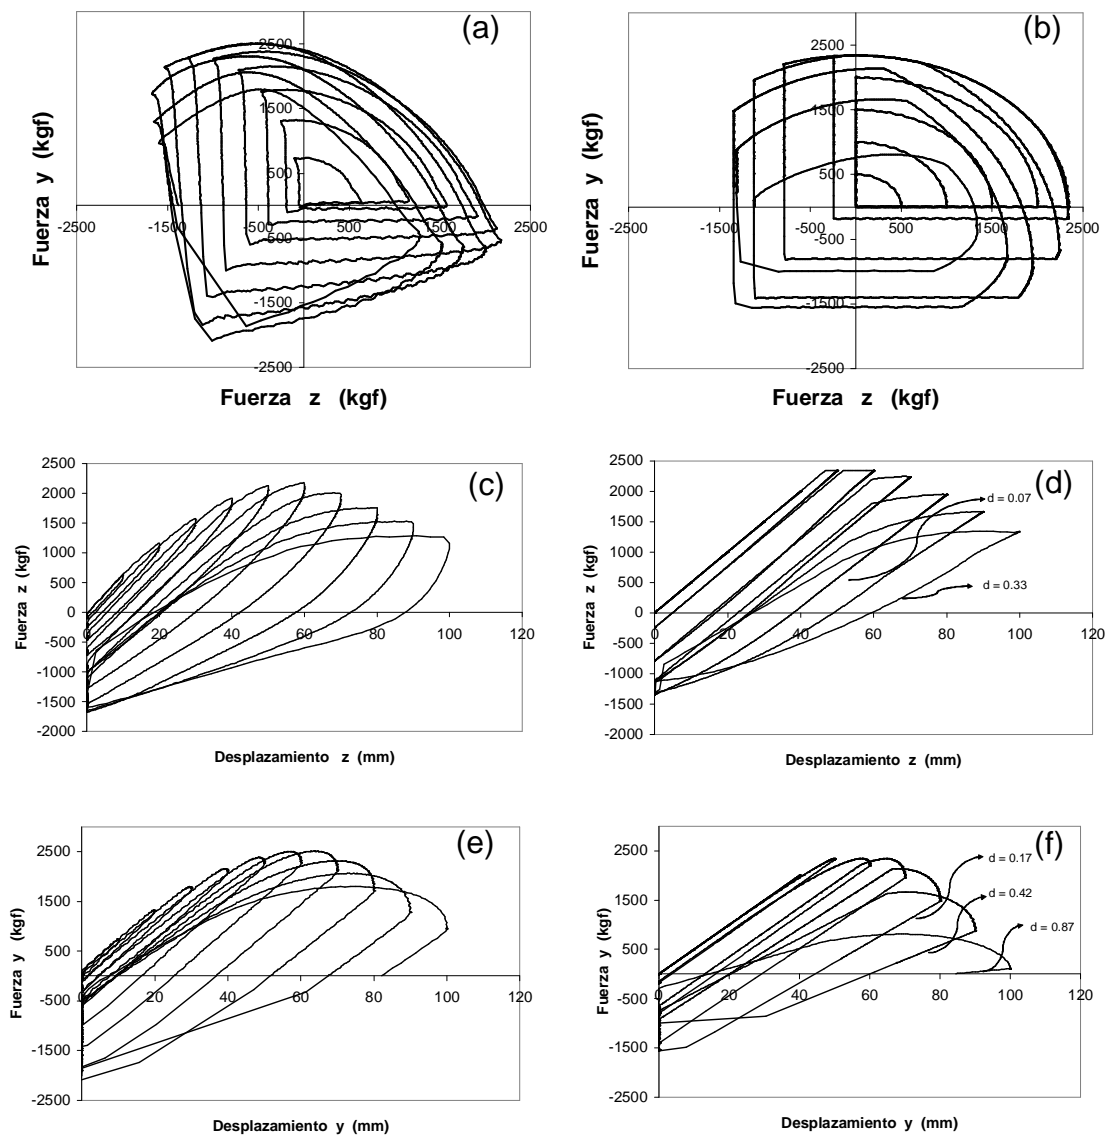 (a)
2500
1500
500
-2500 -1500 -500 500 1500 2500
-500
-1500
-2500
Fuerza y (kgf)
Fuerza z (kgf)
(b)
2500
1500
500
-2500 -1500 -500 500 1500 2500
-500
-1500
-2500
Fuerza y (kgf)
Fuerza z (kgf)
(c)
2500
2000
1500
1000
500
0
-500
-1000
-1500
-2000
0 20 40 60 80 100 120
Fuerza z (kgf)
Desplazamiento z (mm)
(d)
2500
2000
1500
1000
500
0
-500
-1000
-1500
-2000
0 20 40 60 80 100 120
d = 0.07
d = 0.33
Fuerza z (kgf)
Desplazamiento z (mm)
(e)
2500
1500
500
-500
-1500
-2500
0 20 40 60 80 100 120
Fuerza y (kgf)
Desplazamiento y (mm)
(f)
2500
1500
500
-500
-1500
-2500
0 20 40 60 80 100 120
d = 0.17
d = 0.42
d = 0.87
Fuerza y (kgf)
Desplazamiento y (mm)